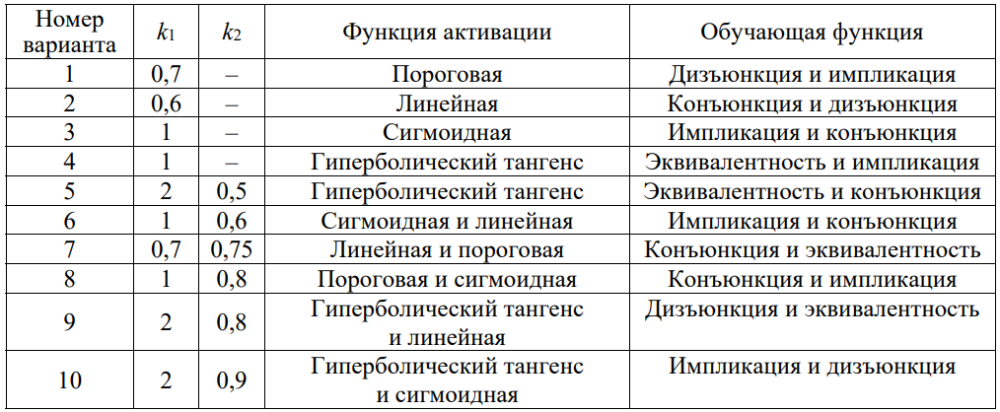 Номер варианта k1 k2 Функция активации Обучающая функция
1 0,7 – Пороговая Дизъюнкция и импликация
2 0,6 – Линейная Конъюнкция и дизъюнкция
3 1 – Сигмоидная Импликация и конъюнкция
4 1 – Гиперболический тангенс Эквивалентность и импликация
5 2 0,5 Гиперболический тангенс Эквивалентность и конъюнкция
6 1 0,6 Сигмоидная и линейная Импликация и конъюнкция
7 0,7 0,75 Линейная и пороговая Конъюнкция и эквивалентность
8 1 0,8 Пороговая и сигмоидная Конъюнкция и импликация
9 2 0,8 Гиперболический тангенс и линейная Дизъюнкция и эквивалентность
10 2 0,9 Гиперболический тангенс и сигмоидная Импликация и дизъюнкция